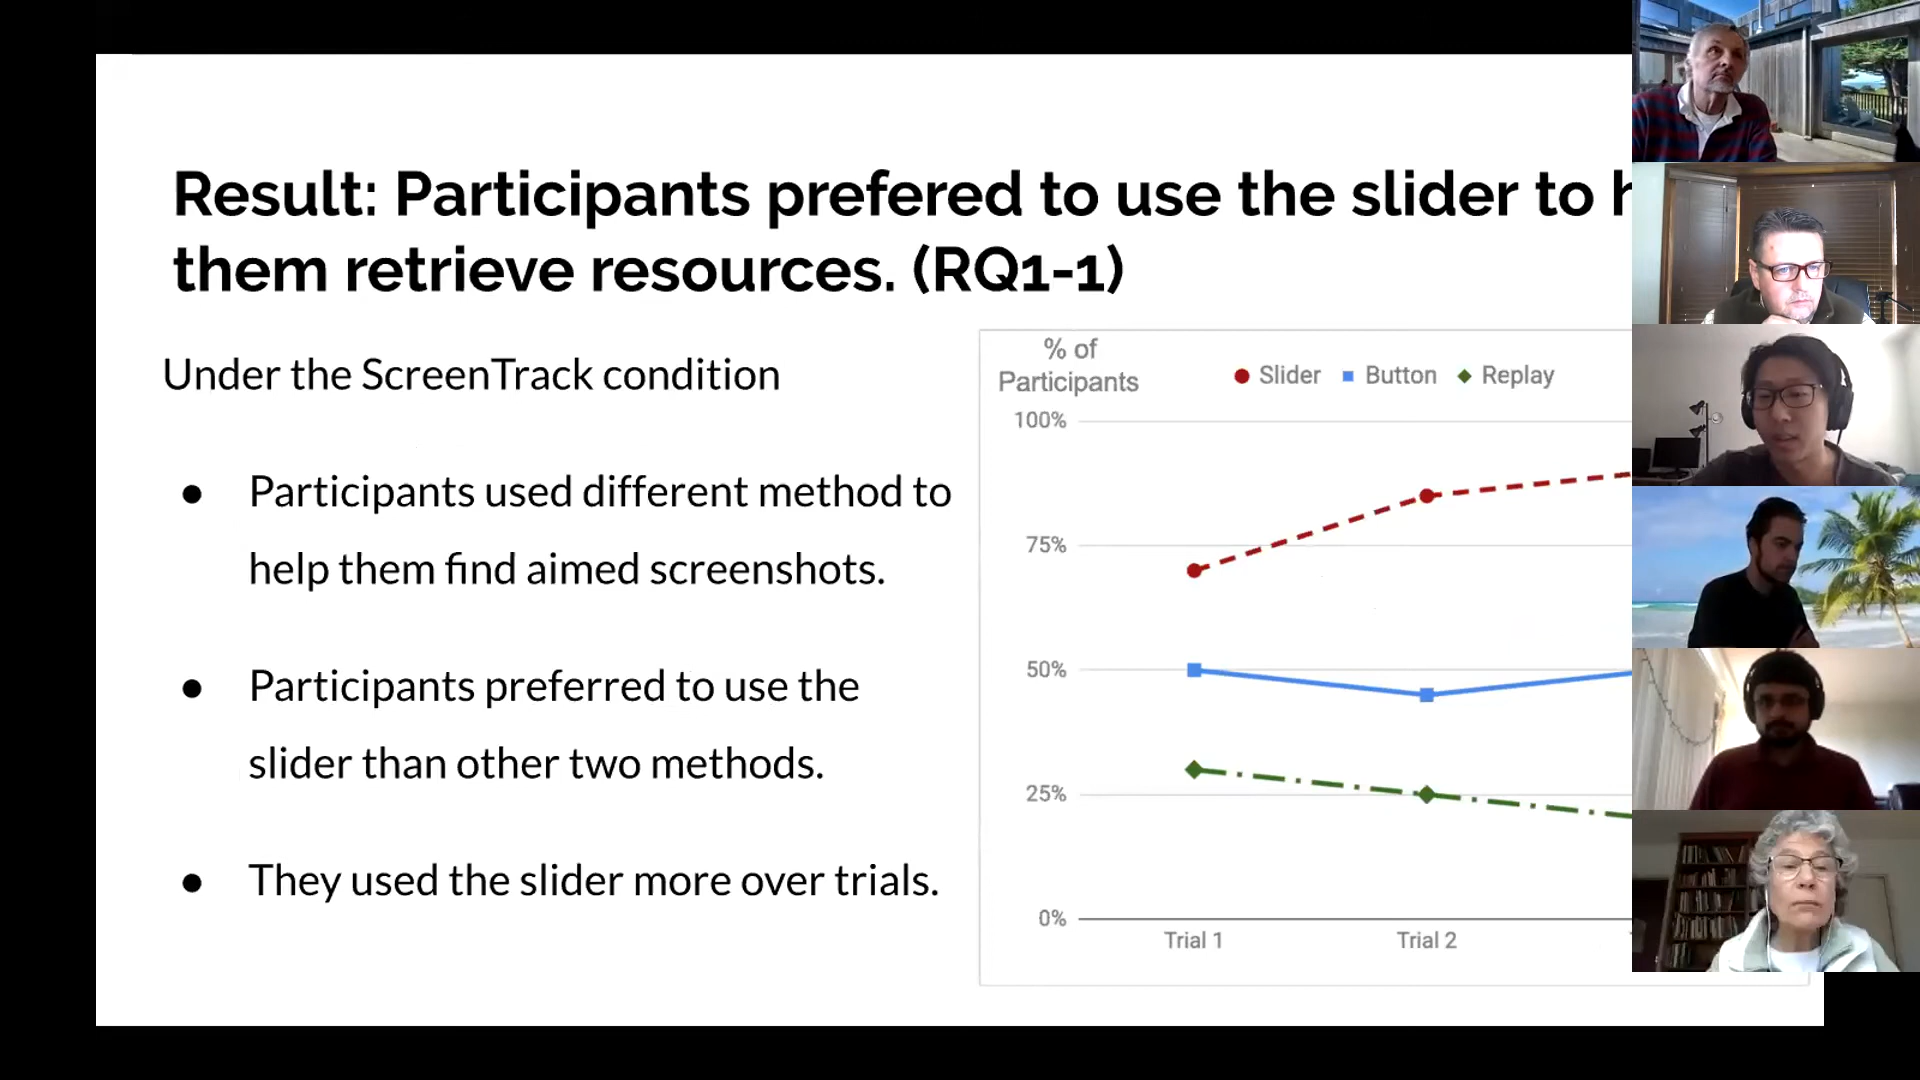 Result: Participants prefered to use the slider to
them retrieve resources. (RQ1-1)
Under the ScreenTrack condition
● Participants used different method to
help them find aimed screenshots.
● Participants preferred to use the
slider than other two methods.
● They used the slider more over trials.
% of
Participants
Slider Button Replay
100%
75%
50%
25%
0%
Trial 1 Trial 2